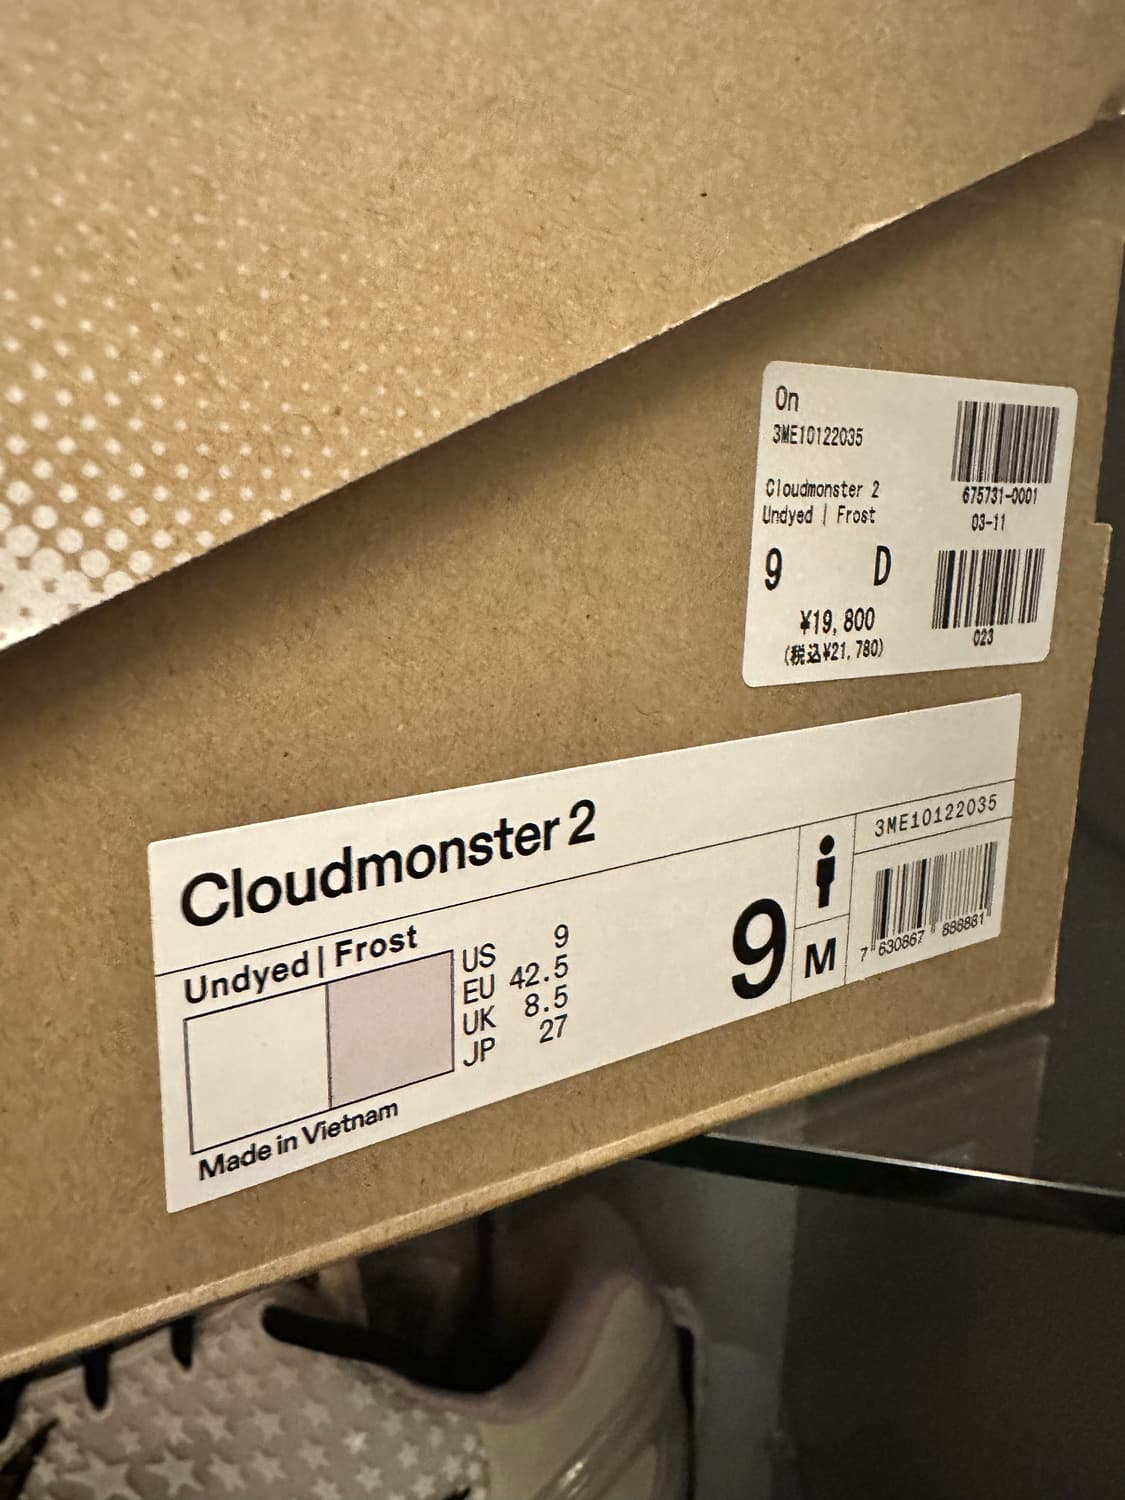 On
3ME10122035
675731-0001
03-11
Cloudmonster 2
Undyed | Frost
9 D
¥19,800
(税込¥21,780)
023
Cloudmonster 2
3ME10122035
Undyed | Frost
US 9
EU 42.5
UK 8.5
JP 27
9
M
7 630867 888881
Made in Vietnam